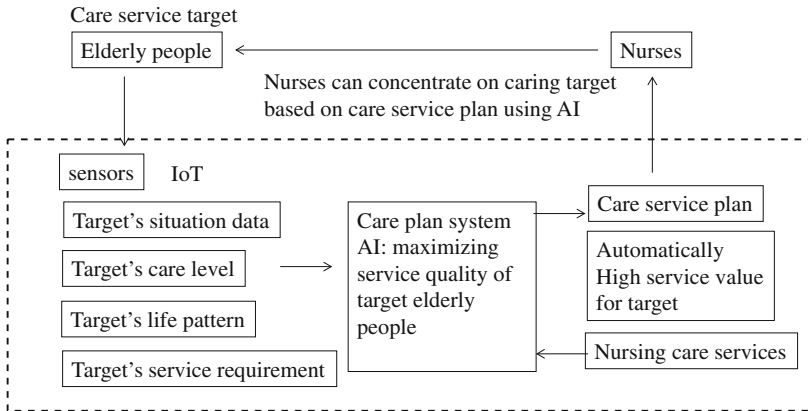 Care service target
Elderly people
Nurses
Nurses can concentrate on caring target
based on care service plan using AI
sensors
IoT
Target’s situation data
Target’s care level
Target’s life pattern
Target’s service requirement
Care plan system
AI: maximizing
service quality of
target elderly
people
Care service plan
Automatically
High service value
for target
Nursing care services